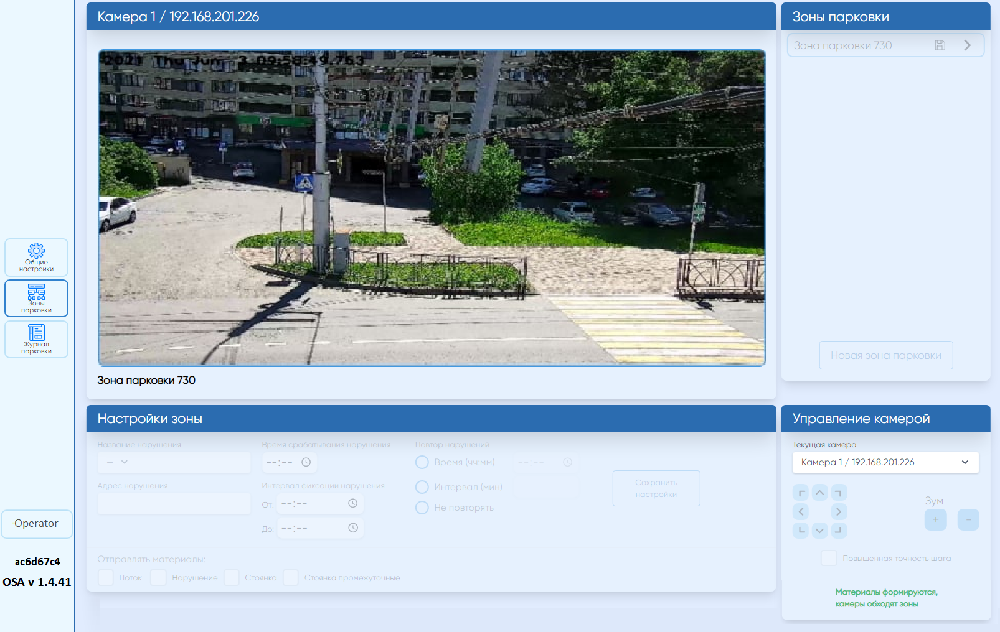 Камера 1 / 192.168.201.226
2021 Thu Jun 3 09:58:49.763
Зона парковки 730
Зоны парковки
Зона парковки 730
Новая зона парковки
Общие
настройки
Зоны
парковки
Журнал
парковки
Operator
ac6d67c4
OSA v 1.4.41
Настройки зоны
Название нарушения
—
Адрес нарушения
Время срабатывания нарушения
--:--
Интервал фиксации нарушения
От: --:--
До: --:--
Повтор нарушений
Время (чч:мм) --:--
Интервал (мин)
Не повторять
Сохранить
настройки
Отправлять материалы:
Поток Нарушение Стоянка Стоянка промежуточные
Управление камерой
Текущая камера
Камера 1 / 192.168.201.226
Зум
+ −
Повышенная точность шага
Материалы формируются,
камеры обходят зоны